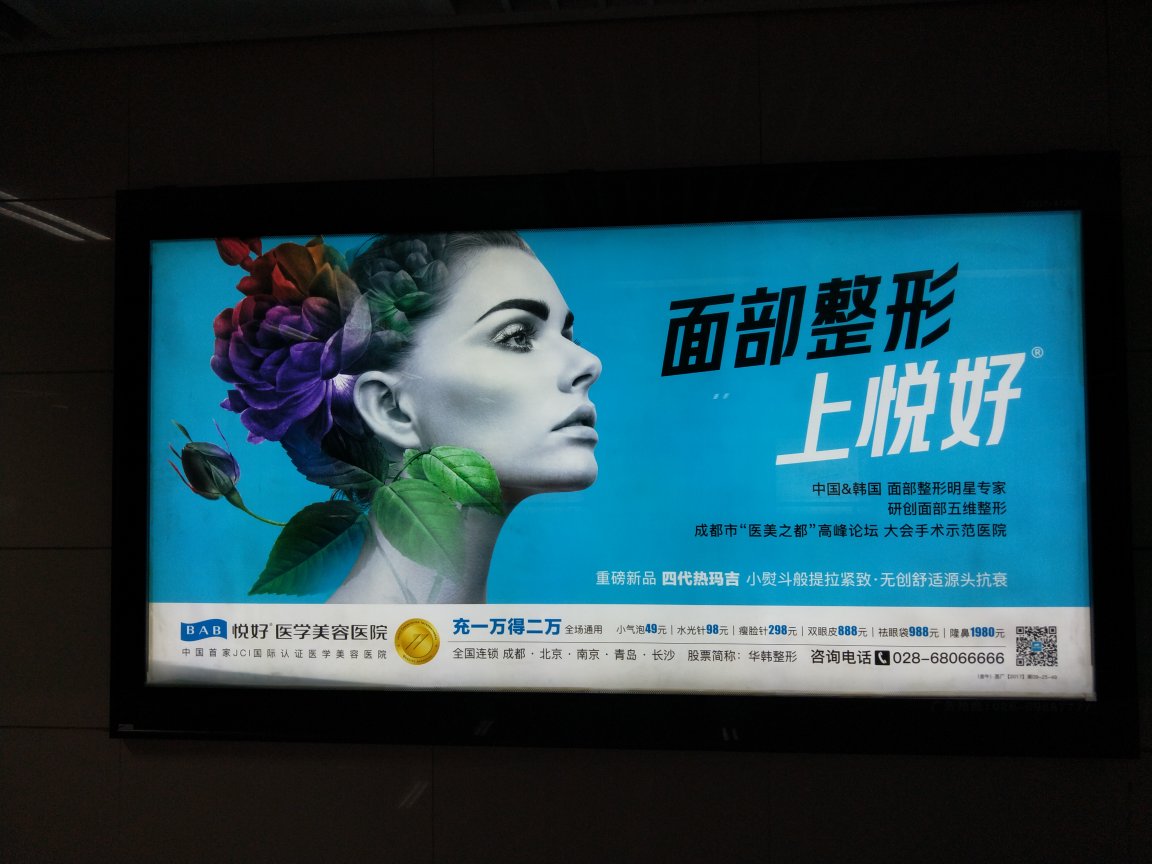 面部整形
上悦好®
中国&韩国 面部整形明星专家
研创面部五维整形
成都市“医美之都”高峰论坛 大会手术示范医院
重磅新品 四代热玛吉 小熨斗般提拉紧致·无创舒适源头抗衰
BAB 悦好®医学美容医院
中国首家JCI国际认证医学美容医院
充一万得二万 全场通用 小气泡49元|水光针98元|瘦脸针298元|双眼皮888元|祛眼袋988元|隆鼻1980元
全国连锁 成都·北京·南京·青岛·长沙 股票简称：华韩整形 咨询电话 028-68066666